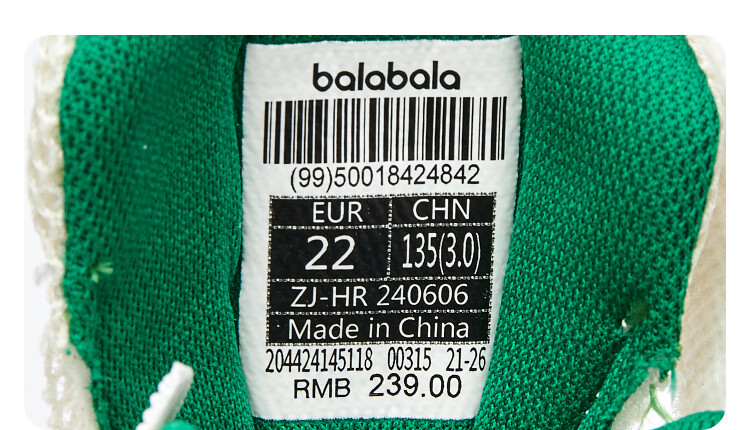 balabala
(99)50018424842
EUR CHN
22 135(3.0)
ZJ-HR 240606
Made in China
204424145118 00315 21-26
RMB 239.00